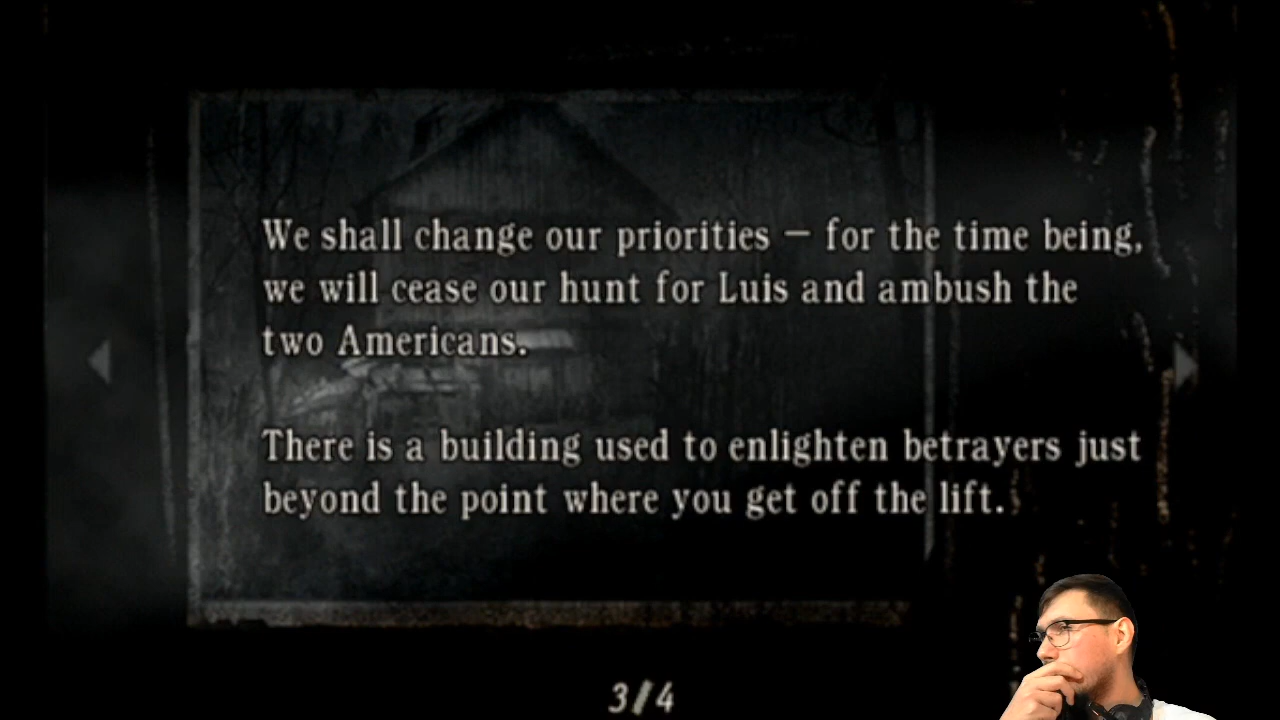 We shall change our priorities — for the time being,
we will cease our hunt for Luis and ambush the
two Americans.
There is a building used to enlighten betrayers just
beyond the point where you get off the lift.
3/4